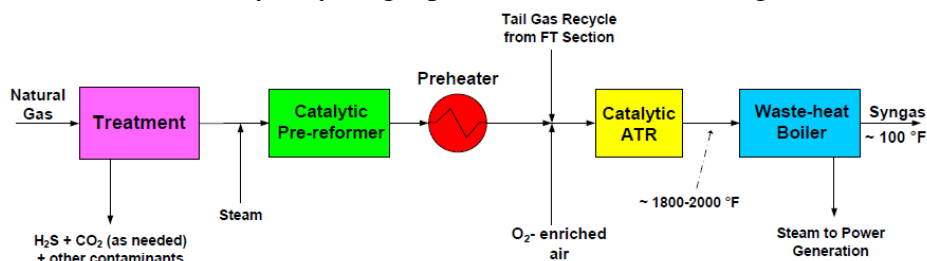 Tail Gas Recycle
from FT Section
Natural
Gas
Treatment
Catalytic
Pre-reformer
Preheater
Catalytic
ATR
Waste-heat
Boiler
Syngas
~ 100 °F
Steam
~ 1800-2000 °F
H₂S + CO₂ (as needed)
+ other contaminants
O₂- enriched
air
Steam to Power
Generation